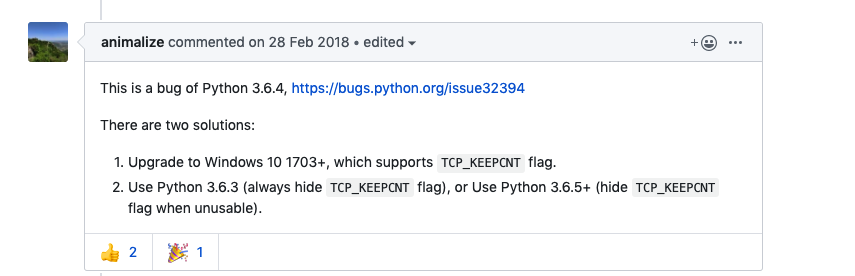 animalize commented on 28 Feb 2018 • edited
This is a bug of Python 3.6.4, https://bugs.python.org/issue32394
There are two solutions:
1. Upgrade to Windows 10 1703+, which supports TCP_KEEPCNT flag.
2. Use Python 3.6.3 (always hide TCP_KEEPCNT flag), or Use Python 3.6.5+ (hide TCP_KEEPCNT
flag when unusable).
2
1